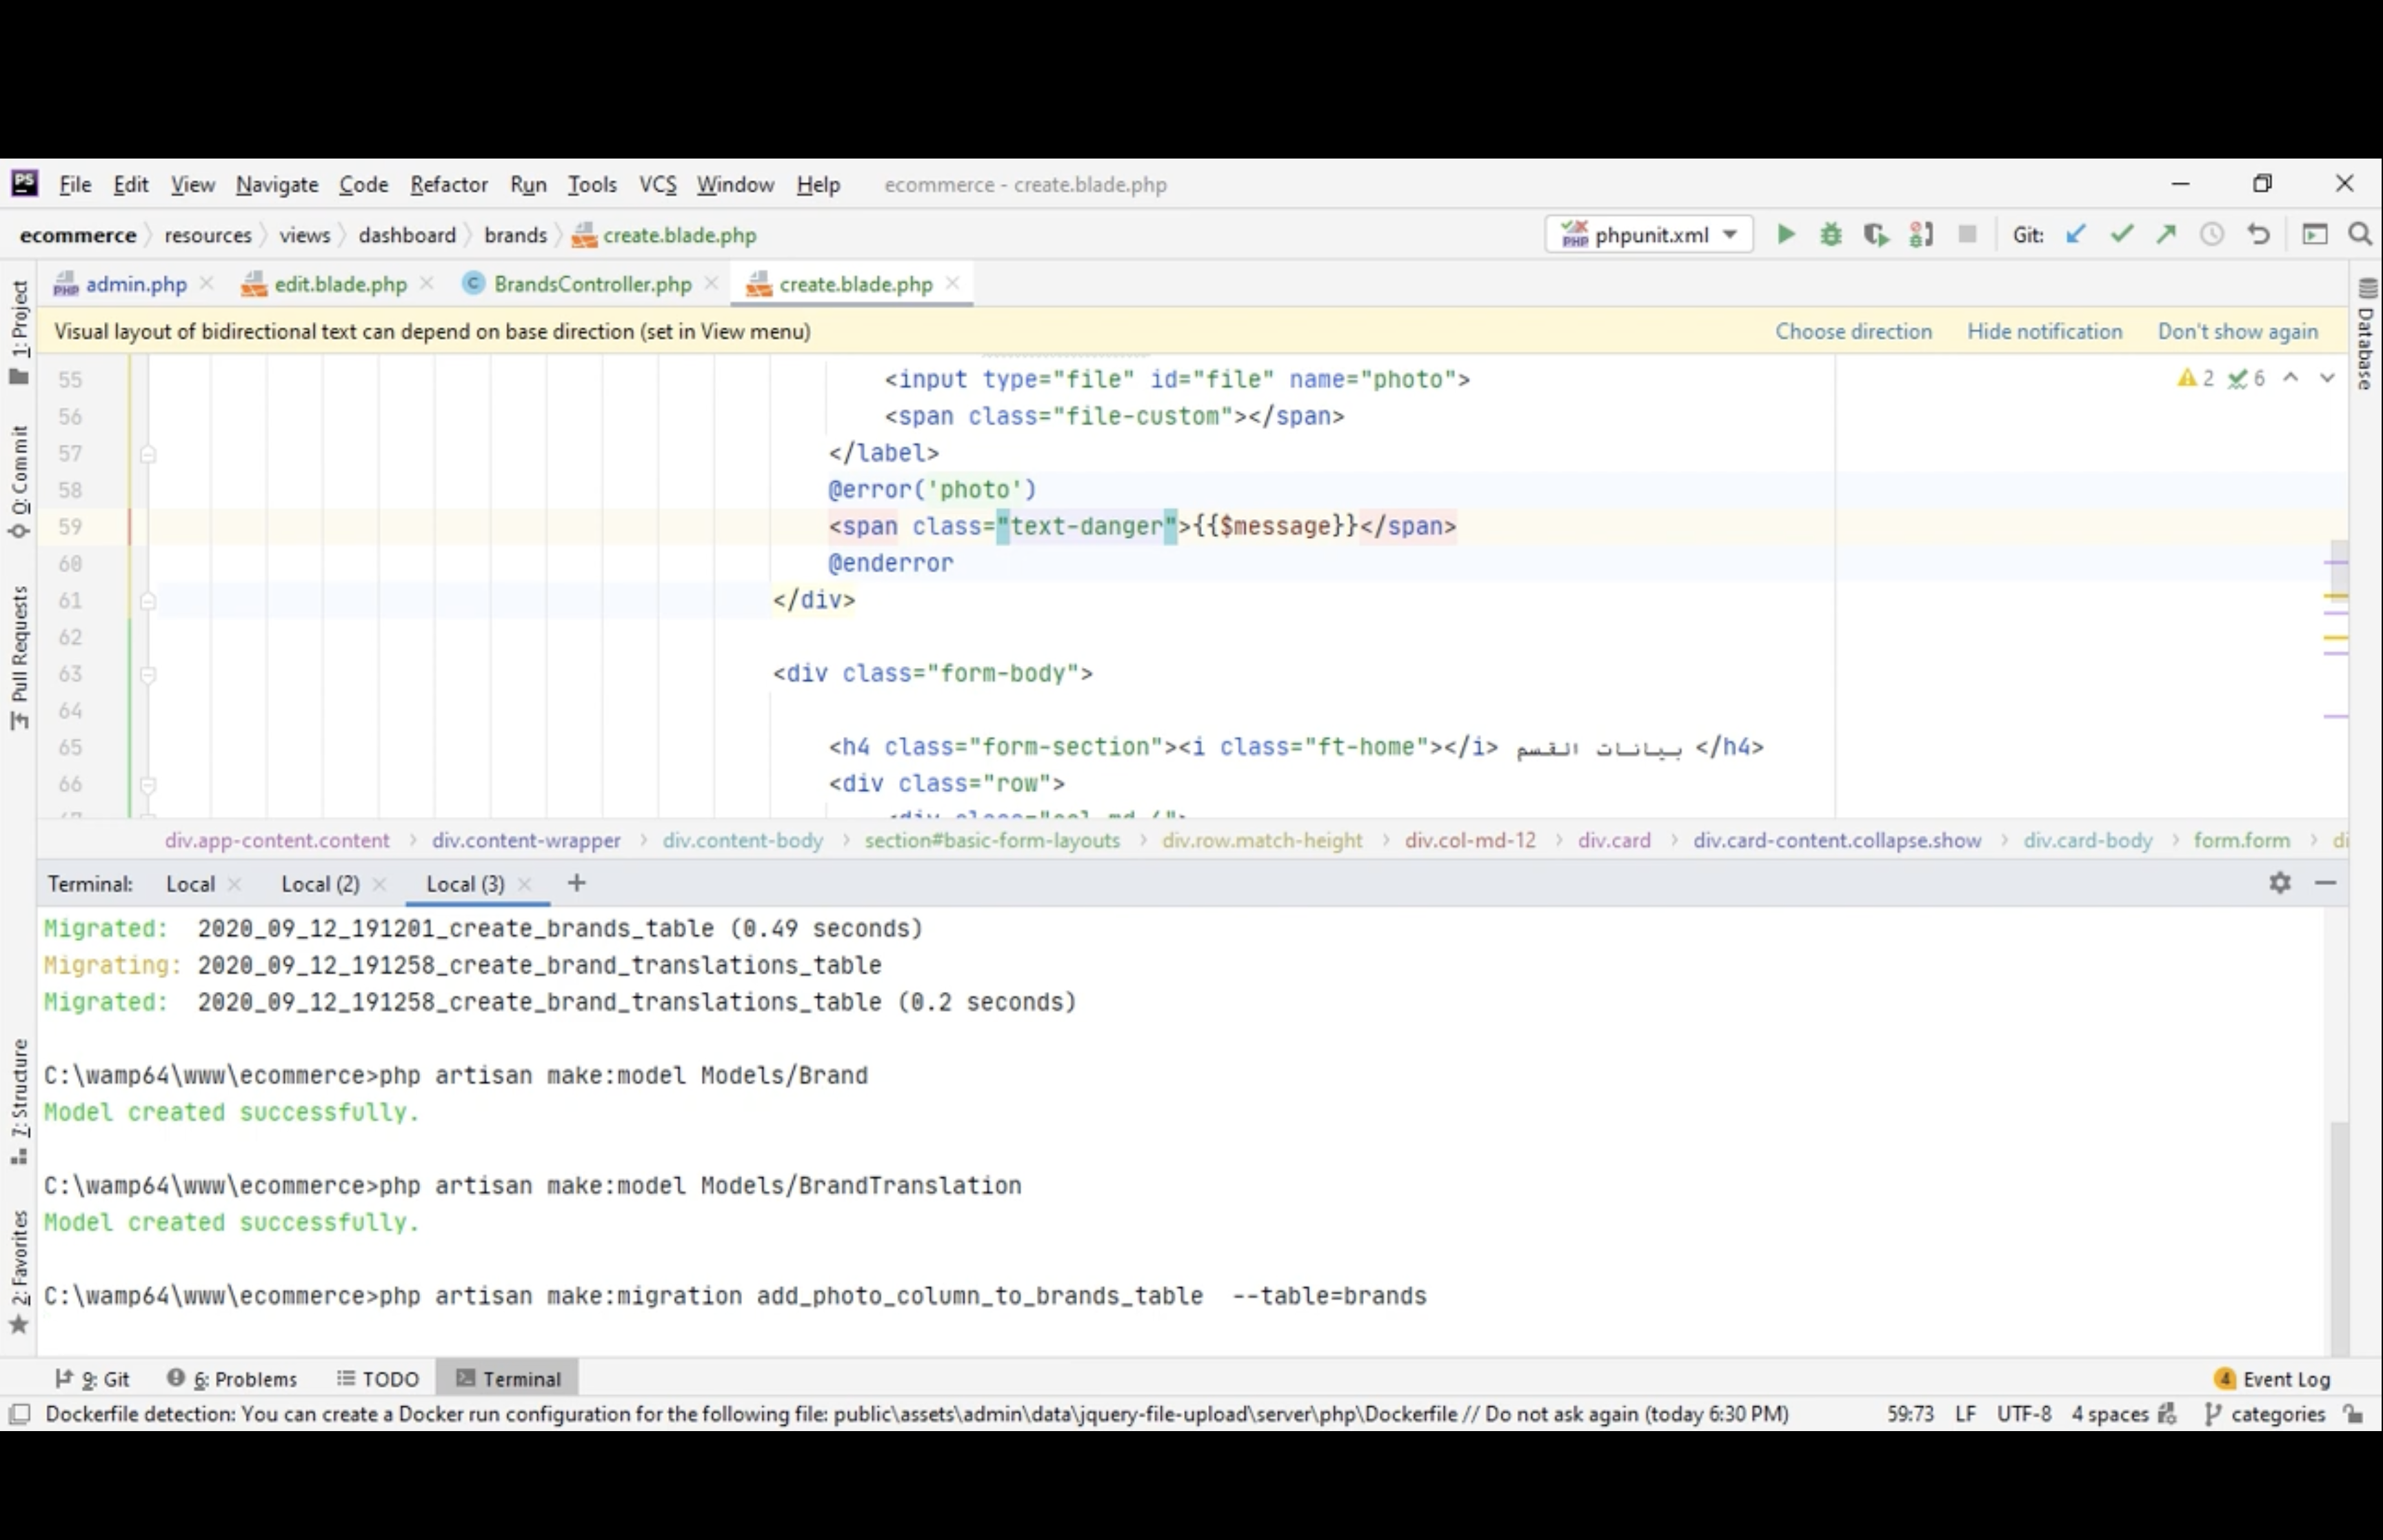 PS File Edit View Navigate Code Refactor Run Tools VCS Window Help ecommerce - create.blade.php
ecommerce resources views dashboard brands create.blade.php phpunit.xml Git:
admin.php edit.blade.php BrandsController.php create.blade.php
Visual layout of bidirectional text can depend on base direction (set in View menu) Choose direction Hide notification Don't show again
1: Project
0: Commit
Pull Requests
7: Structure
2: Favorites
Database
2 6
55 <input type="file" id="file" name="photo">
56 <span class="file-custom"></span>
57 </label>
58 @error('photo')
59 <span class="text-danger">{{$message}}</span>
60 @enderror
61 </div>
62
63 <div class="form-body">
64
65 <h4 class="form-section"><i class="ft-home"></i> بيانات القسم </h4>
66 <div class="row">
div.app-content.content div.content-wrapper div.content-body section#basic-form-layouts div.row.match-height div.col-md-12 div.card div.card-content.collapse.show div.card-body form.form di
Terminal: Local Local (2) Local (3) +
Migrated: 2020_09_12_191201_create_brands_table (0.49 seconds)
Migrating: 2020_09_12_191258_create_brand_translations_table
Migrated: 2020_09_12_191258_create_brand_translations_table (0.2 seconds)
C:\wamp64\www\ecommerce>php artisan make:model Models/Brand
Model created successfully.
C:\wamp64\www\ecommerce>php artisan make:model Models/BrandTranslation
Model created successfully.
C:\wamp64\www\ecommerce>php artisan make:migration add_photo_column_to_brands_table  --table=brands
9: Git 6: Problems TODO Terminal 4 Event Log
Dockerfile detection: You can create a Docker run configuration for the following file: public\assets\admin\data\jquery-file-upload\server\php\Dockerfile // Do not ask again (today 6:30 PM) 59:73 LF UTF-8 4 spaces categories